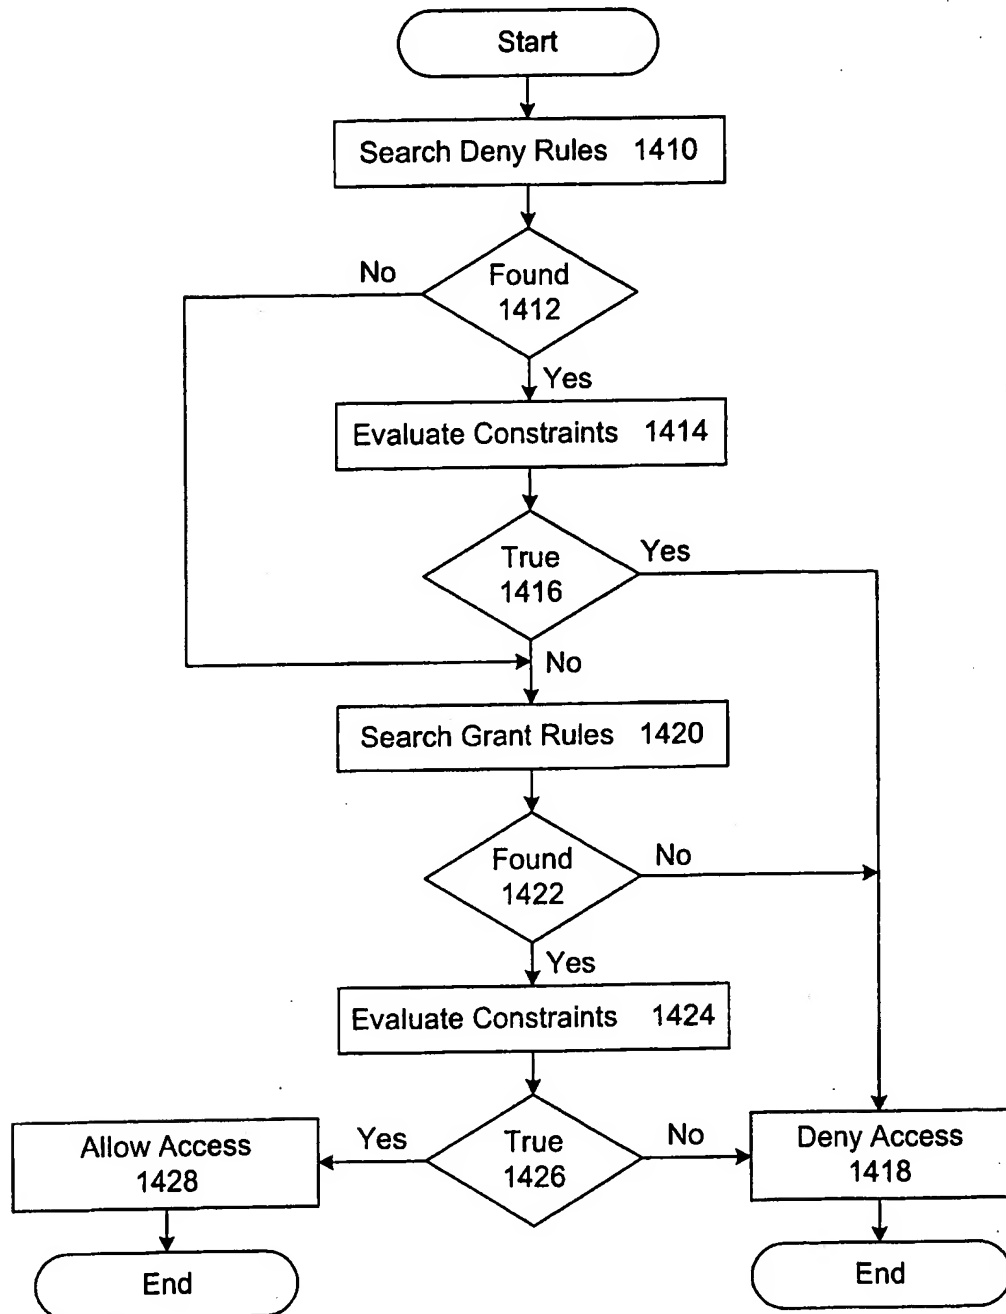 Start
Search Deny Rules 1410
No
Found
1412
Yes
Evaluate Constraints 1414
True
1416
Yes
No
Search Grant Rules 1420
Found
1422
No
Yes
Evaluate Constraints 1424
Allow Access
1428
Yes
True
1426
No
Deny Access
1418
End
End